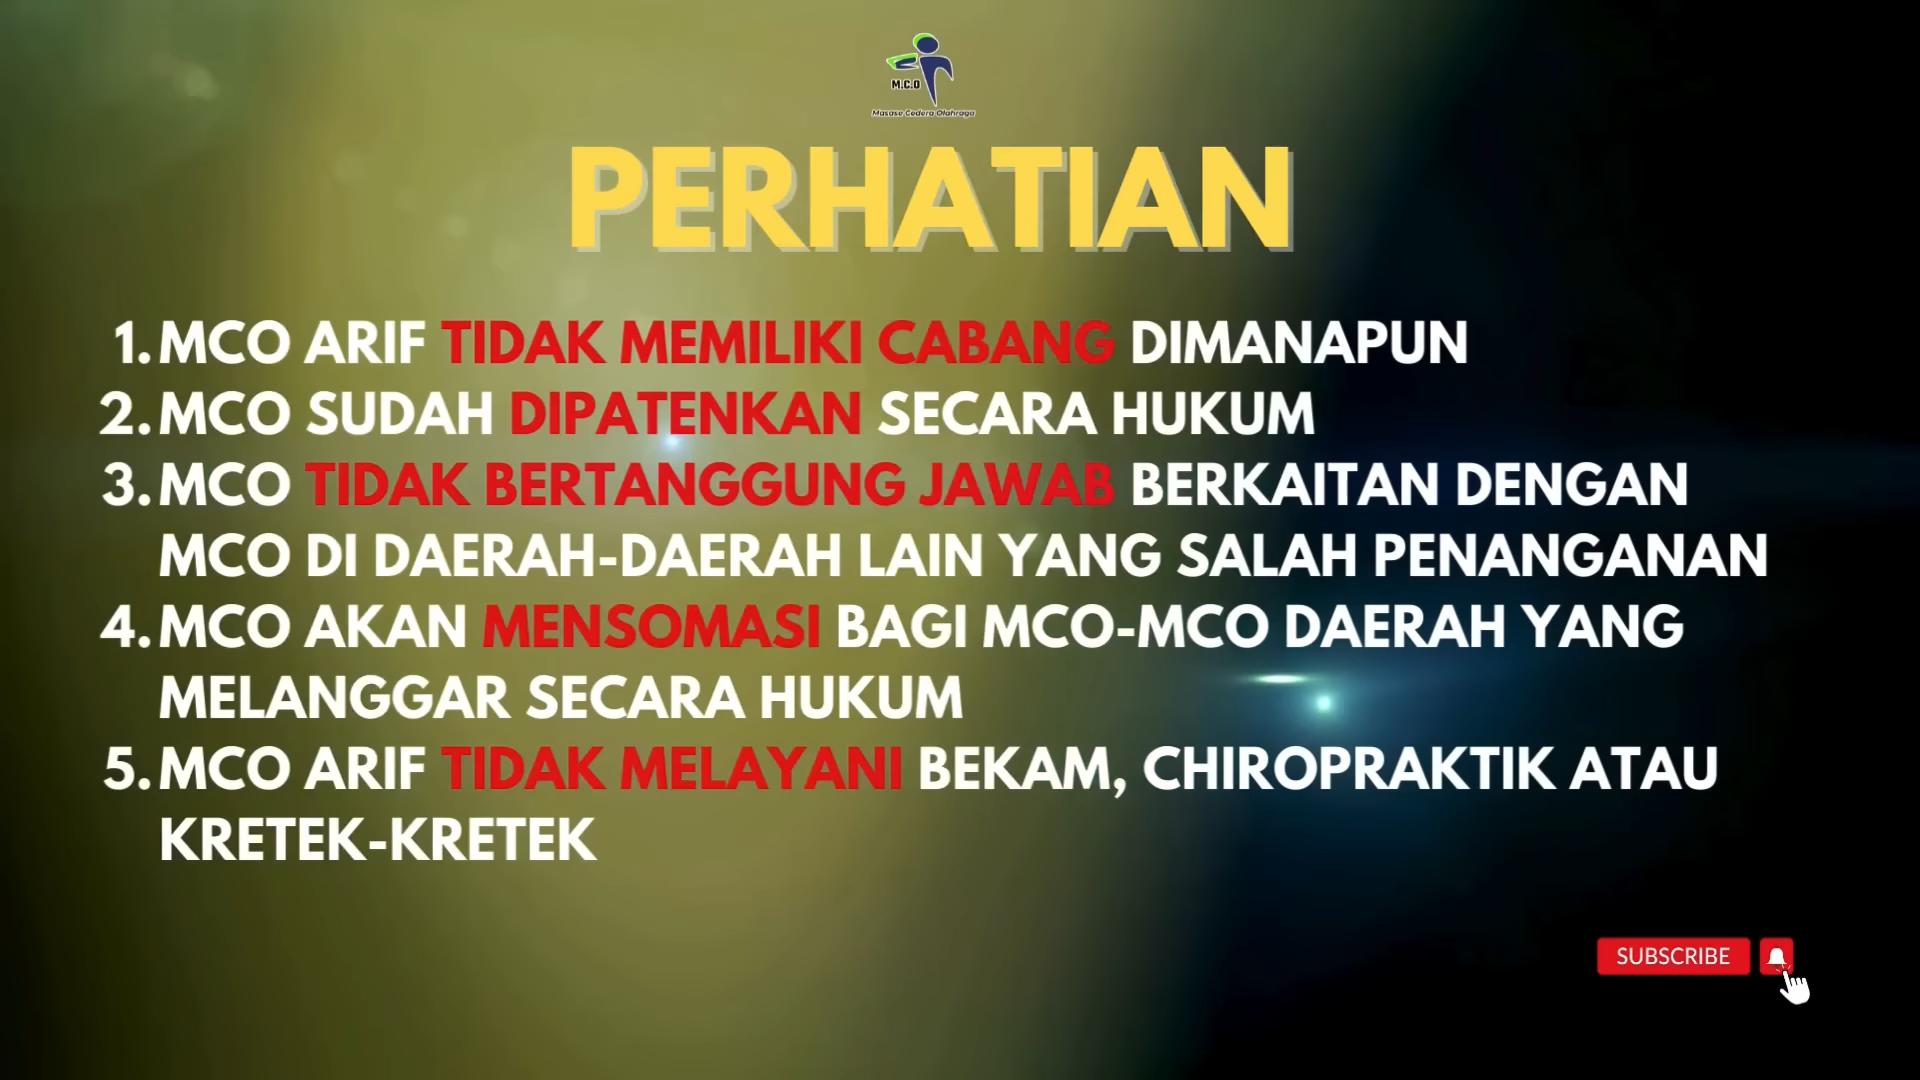 M.C.O
Masase Cedera Olahraga
PERHATIAN
1. MCO ARIF TIDAK MEMILIKI CABANG DIMANAPUN
2. MCO SUDAH DIPATENKAN SECARA HUKUM
3. MCO TIDAK BERTANGGUNG JAWAB BERKAITAN DENGAN
MCO DI DAERAH-DAERAH LAIN YANG SALAH PENANGANAN
4. MCO AKAN MENSOMASI BAGI MCO-MCO DAERAH YANG
MELANGGAR SECARA HUKUM
5. MCO ARIF TIDAK MELAYANI BEKAM, CHIROPRAKTIK ATAU
KRETEK-KRETEK
SUBSCRIBE